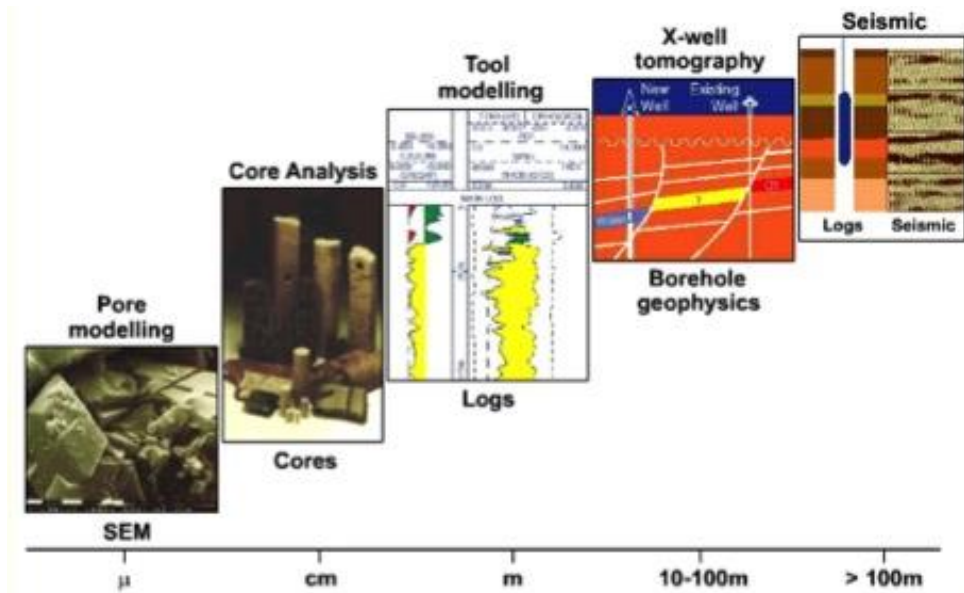 Seismic
X-well
tomography
Tool
modelling
New
Well
Existing
Well
Core Analysis
Logs
Seismic
Pore
modelling
Borehole
geophysics
Logs
Cores
SEM
μ
cm
m
10-100m
> 100m